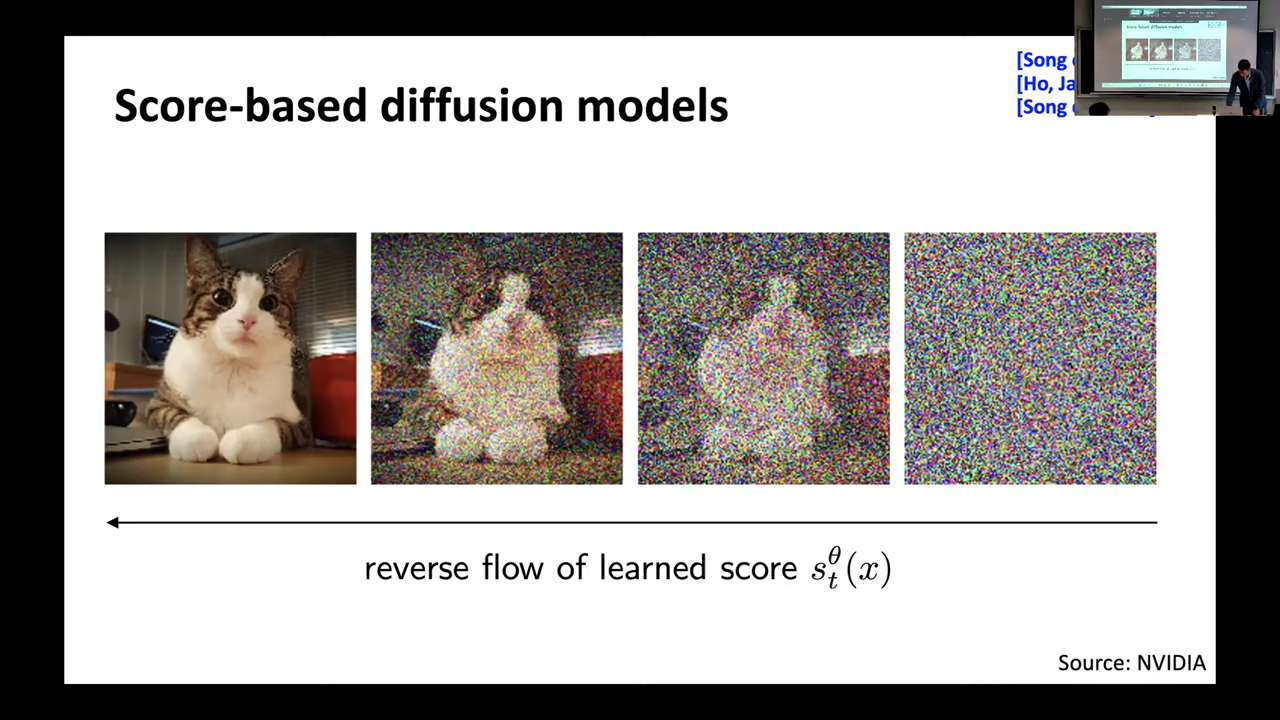 Score-based diffusion models
[Song
[Ho, Ja
[Song
reverse flow of learned score $s_t^\theta(x)$
Source: NVIDIA